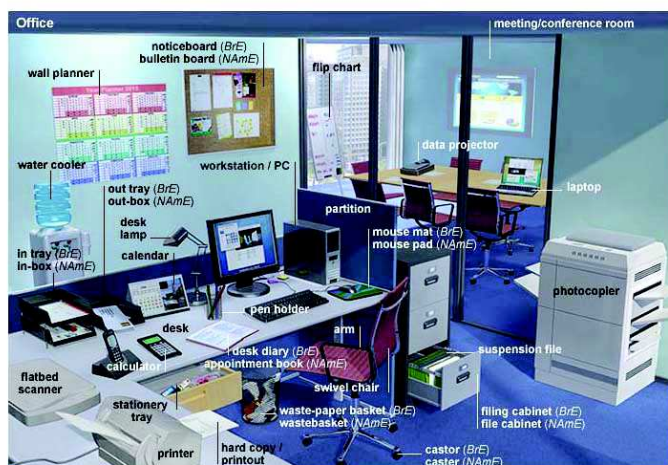 Office
meeting/conference room
noticeboard (BrE)
bulletin board (NAmE)
wall planner
flip chart
data projector
water cooler
workstation / PC
laptop
out tray (BrE)
out-box (NAmE)
partition
desk
lamp
mouse mat (BrE)
mouse pad (NAmE)
in tray (BrE)
in-box (NAmE)
calendar
photocopier
pen holder
desk
arm
desk diary (BrE)
appointment book (NAmE)
suspension file
calculator
flatbed
scanner
swivel chair
stationery
tray
waste-paper basket (BrE)
wastebasket (NAmE)
filing cabinet (BrE)
file cabinet (NAmE)
printer
hard copy /
printout
castor (BrE)
caster (NAmE)